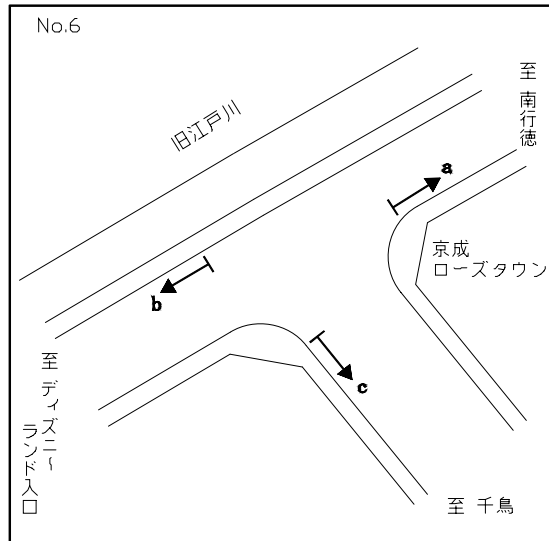 No.6
旧江戸川
至 南行徳
a
京成
ローズタウン
b
c
至 ディズニー
ランド入口
至 千鳥